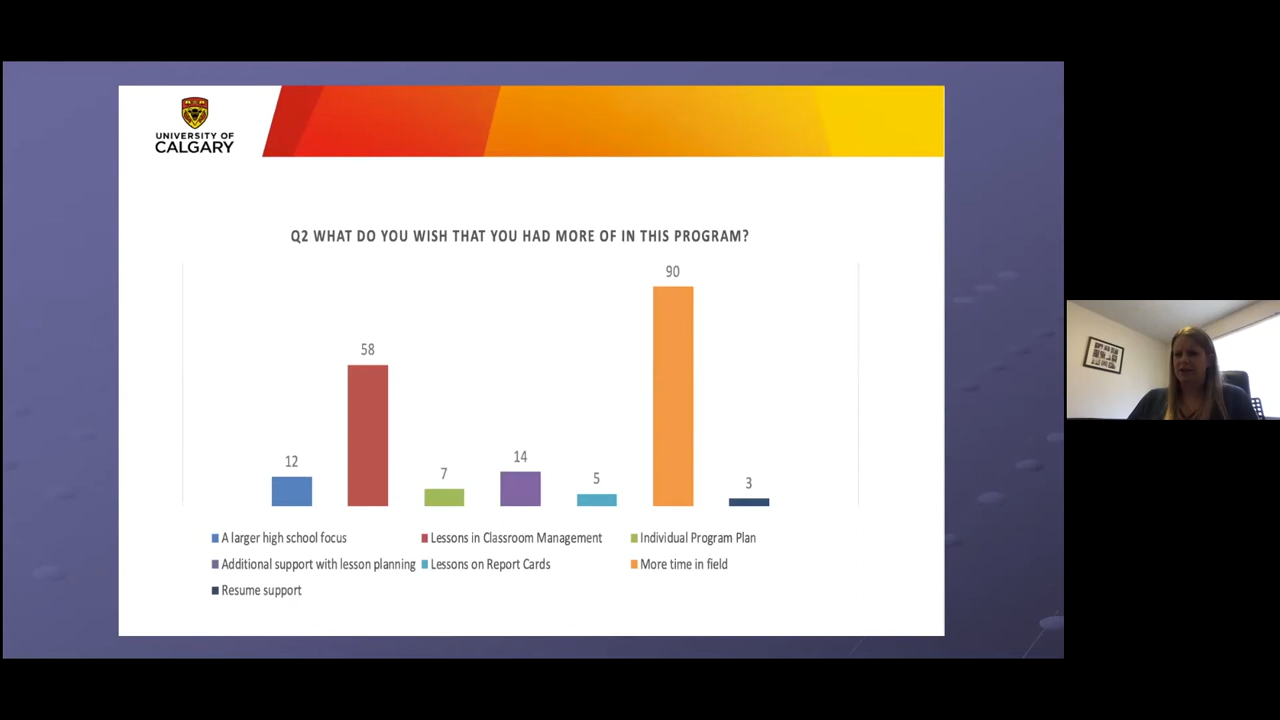 UNIVERSITY OF
CALGARY
Q2 WHAT DO YOU WISH THAT YOU HAD MORE OF IN THIS PROGRAM?
90
58
12
7
14
5
3
A larger high school focus
Lessons in Classroom Management
Individual Program Plan
Additional support with lesson planning
Lessons on Report Cards
More time in field
Resume support